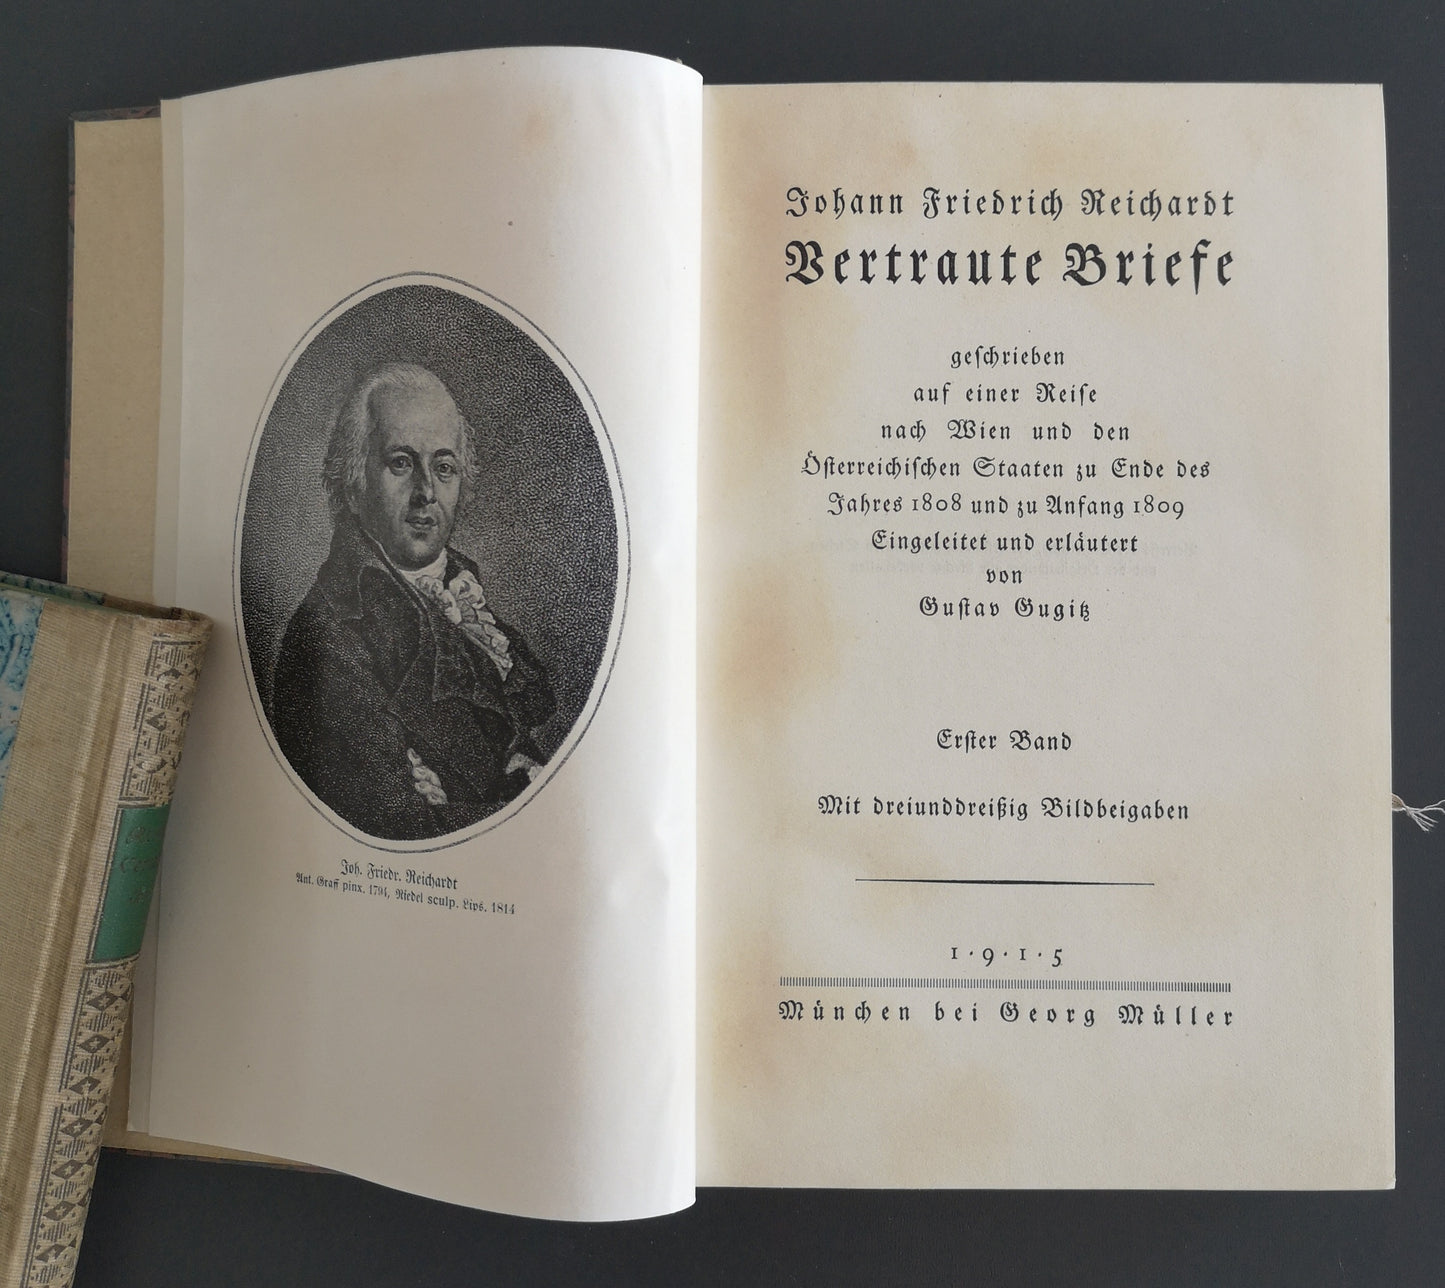 Joh. Friedr. Reichardt
Ant. Graff pinx. 1794, Riedel sculp. Lips. 1814
Johann Friedrich Reichardt
Vertraute Briefe
geſchrieben
auf einer Reiſe
nach Wien und den
Öſterreichiſchen Staaten zu Ende des
Jahres 1808 und zu Anfang 1809
Eingeleitet und erläutert
von
Guſtav Gugitz
Erſter Band
Mit dreiunddreißig Bildbeigaben
1·9·1·5
München bei Georg Müller